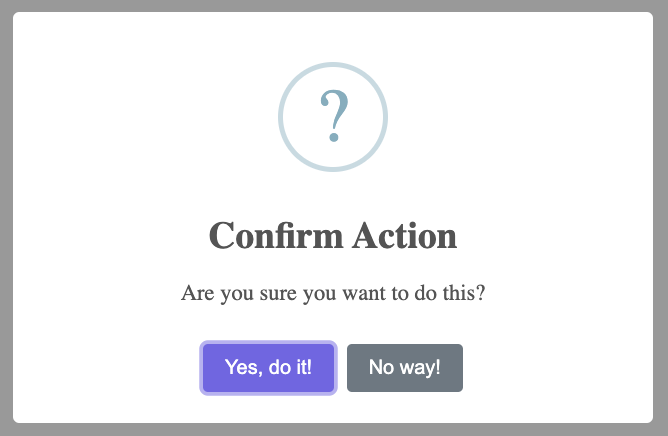 ?
Confirm Action
Are you sure you want to do this?
Yes, do it! No way!